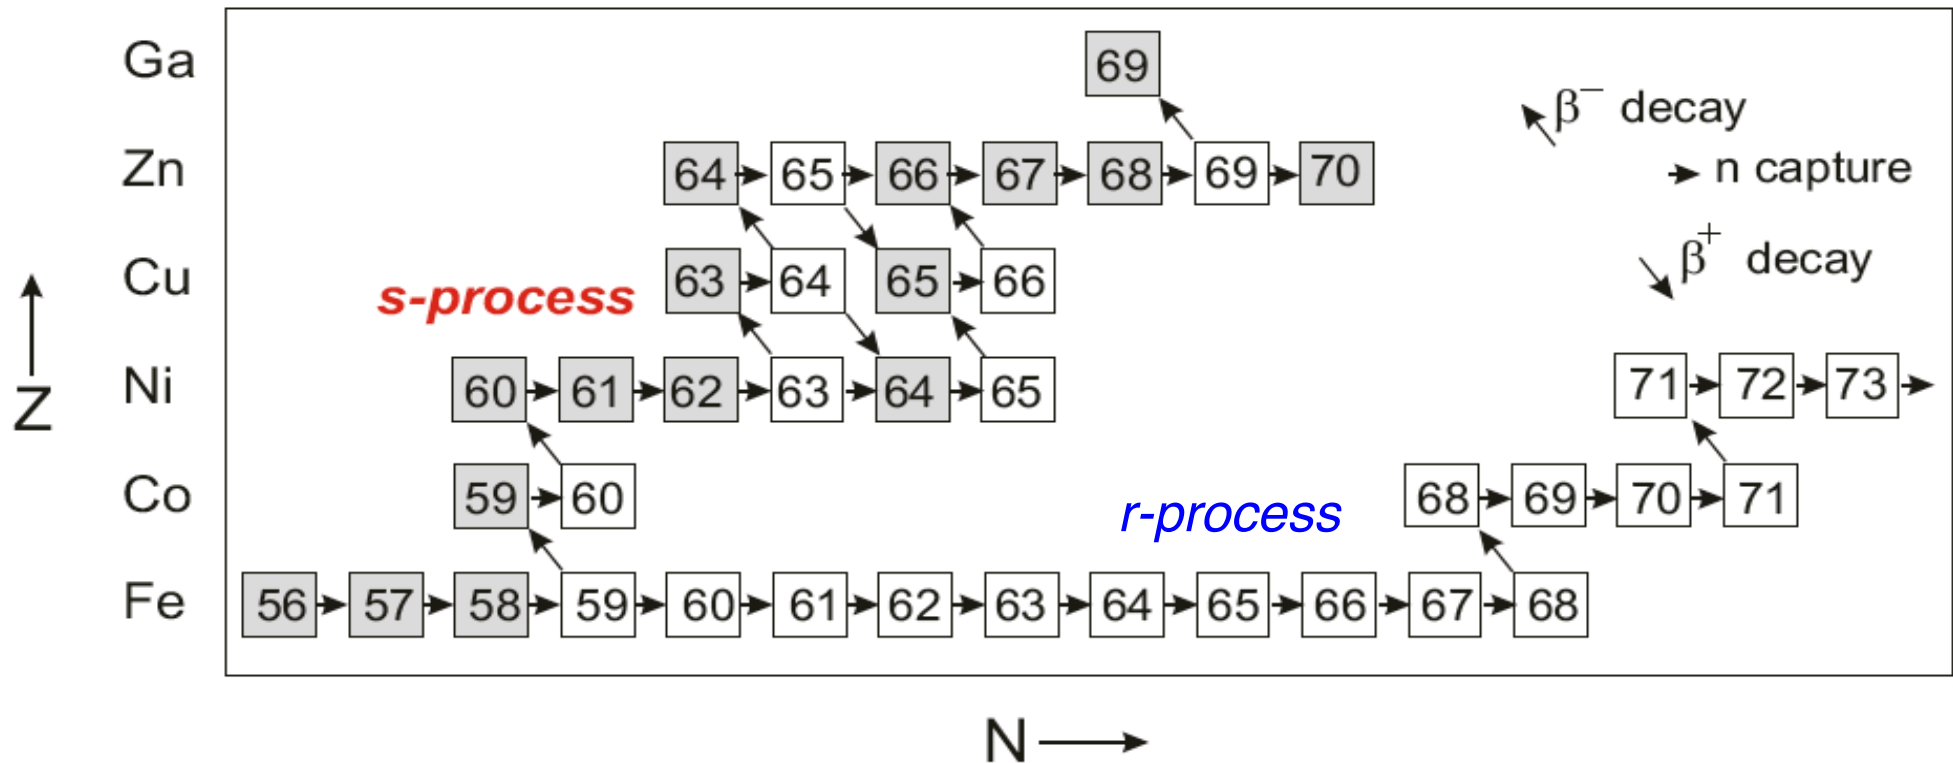 Ga 69
β⁻ decay
Zn 64 65 66 67 68 69 70
n capture
Cu 63 64 65 66
β⁺ decay
s-process
Ni 60 61 62 63 64 65 71 72 73
Z
Co 59 60 68 69 70 71
r-process
Fe 56 57 58 59 60 61 62 63 64 65 66 67 68
N